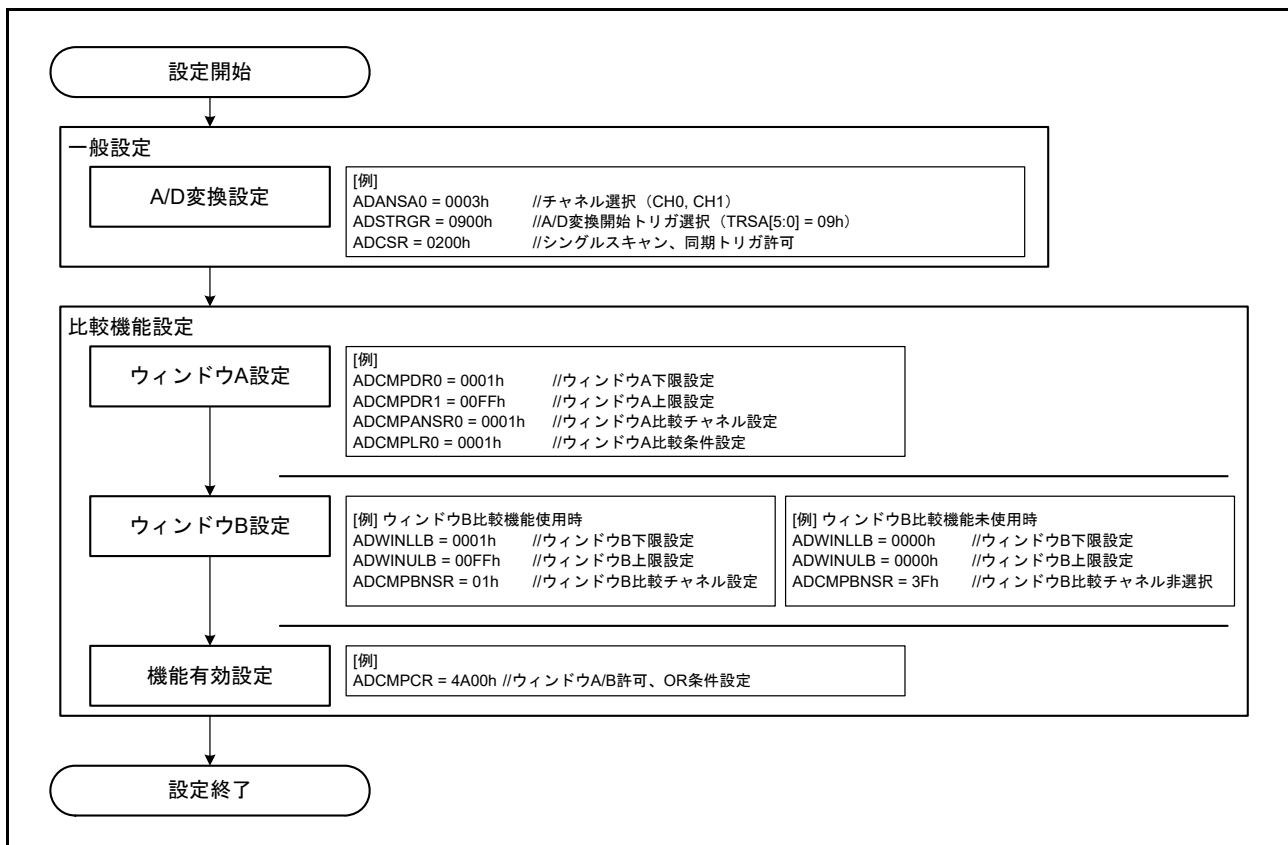 設定開始
一般設定
A/D変換設定
[例]
ADANSA0 = 0003h //チャネル選択（CH0, CH1）
ADSTRGR = 0900h //A/D変換開始トリガ選択（TRSA[5:0] = 09h）
ADCSR = 0200h //シングルスキャン、同期トリガ許可
比較機能設定
ウィンドウA設定
[例]
ADCMPDR0 = 0001h //ウィンドウA下限設定
ADCMPDR1 = 00FFh //ウィンドウA上限設定
ADCMPANSR0 = 0001h //ウィンドウA比較チャネル設定
ADCMPLR0 = 0001h //ウィンドウA比較条件設定
ウィンドウB設定
[例] ウィンドウB比較機能使用時
ADWINLLB = 0001h //ウィンドウB下限設定
ADWINULB = 00FFh //ウィンドウB上限設定
ADCMPBNSR = 01h //ウィンドウB比較チャネル設定
[例] ウィンドウB比較機能未使用時
ADWINLLB = 0000h //ウィンドウB下限設定
ADWINULB = 0000h //ウィンドウB上限設定
ADCMPBNSR = 3Fh //ウィンドウB比較チャネル非選択
機能有効設定
[例]
ADCMPCR = 4A00h //ウィンドウA/B許可、OR条件設定
設定終了